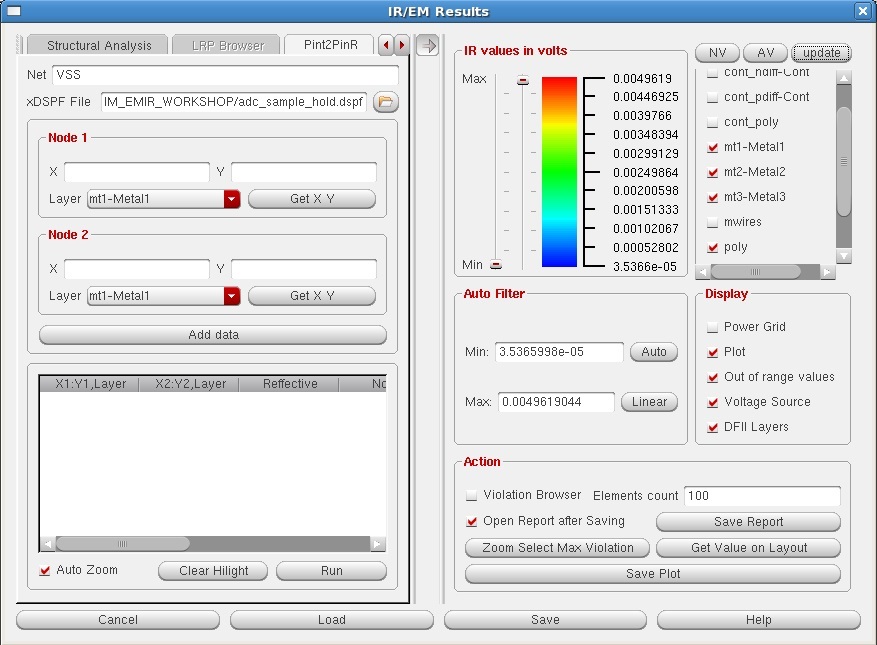 IR/EM Results
Structural Analysis
LRP Browser
Pint2PinR
Net VSS
xDSPF File IM_EMIR_WORKSHOP/adc_sample_hold.dspf
Node 1
X Y
Layer mt1-Metal1 Get X Y
Node 2
X Y
Layer mt1-Metal1 Get X Y
Add data
X1:Y1,Layer X2:Y2,Layer Reffective No
Auto Zoom Clear Hilight Run
IR values in volts
Max
0.0049619
0.00446925
0.0039766
0.00348394
0.00299129
0.00249864
0.00200598
0.00151333
0.00102067
0.00052802
Min 3.5366e-05
NV AV update
cont_ndiff-Cont
cont_pdiff-Cont
cont_poly
mt1-Metal1
mt2-Metal2
mt3-Metal3
mwires
poly
Auto Filter
Min: 3.5365998e-05 Auto
Max: 0.0049619044 Linear
Display
Power Grid
Plot
Out of range values
Voltage Source
DFII Layers
Action
Violation Browser Elements count 100
Open Report after Saving Save Report
Zoom Select Max Violation Get Value on Layout
Save Plot
Cancel Load Save Help